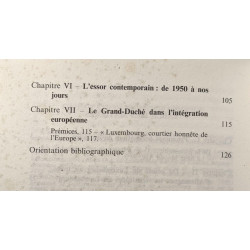 Chapitre VI – L'essor contemporain : de 1950 à nos
jours 105
Chapitre VII – Le Grand-Duché dans l'intégration
européenne 115
Prémices, 115 – « Luxembourg, courtier honnête de
l'Europe », 117.
Orientation bibliographique 126